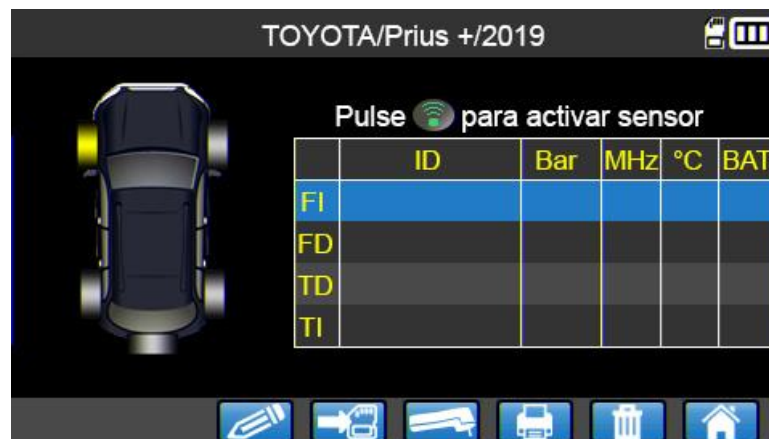 TOYOTA/Prius +/2019
Pulse para activar sensor
ID Bar MHz °C BAT
FI
FD
TD
TI